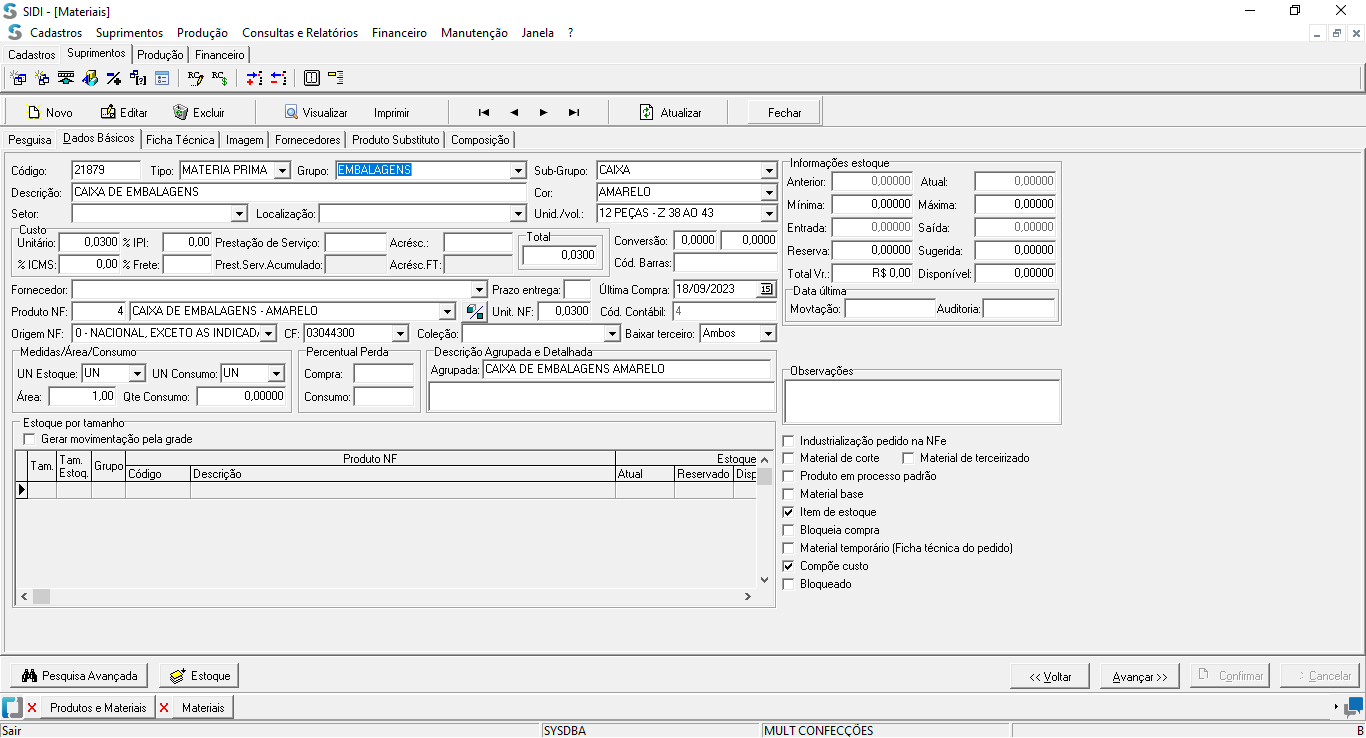 SIDI - [Materiais]
Cadastros Suprimentos Produção Consultas e Relatórios Financeiro Manutenção Janela ?
Cadastros Suprimentos Produção Financeiro
Novo Editar Excluir Visualizar Imprimir Atualizar Fechar
Pesquisa Dados Básicos Ficha Técnica Imagem Fornecedores Produto Substituto Composição
Código: 21879 Tipo: MATERIA PRIMA Grupo: EMBALAGENS Sub-Grupo: CAIXA
Descrição: CAIXA DE EMBALAGENS Cor: AMARELO
Setor: Localização: Unid./vol.: 12 PEÇAS - Z 38 AO 43
Custo
Unitário: 0,0300 % IPI: 0,00 Prestação de Serviço: Acrésc.: Total 0,0300 Conversão: 0,0000 0,0000
% ICMS: 0,00 % Frete: Prest.Serv.Acumulado: Acrésc.FT: Cód. Barras:
Fornecedor: Prazo entrega: Última Compra: 18/09/2023 15
Produto NF: 4 CAIXA DE EMBALAGENS - AMARELO Unit. NF: 0,0300 Cód. Contábil: 4
Origem NF: 0 - NACIONAL, EXCETO AS INDICADA CF: 03044300 Coleção: Baixar terceiro: Ambos
Informações estoque
Anterior: 0,00000 Atual: 0,00000
Mínima: 0,00000 Máxima: 0,00000
Entrada: 0,00000 Saída: 0,00000
Reserva: 0,00000 Sugerida: 0,00000
Total Vr.: R$ 0,00 Disponível: 0,00000
Data última
Movtação: Auditoria:
Medidas/Área/Consumo
UN Estoque: UN UN Consumo: UN
Área: 1,00 Qte Consumo: 0,00000
Percentual Perda
Compra:
Consumo:
Descrição Agrupada e Detalhada
Agrupada: CAIXA DE EMBALAGENS AMARELO
Observações
Estoque por tamanho
Gerar movimentação pela grade
Tam. Tam. Estoq. Grupo Produto NF Estoque
Código Descrição Atual Reservado Disp
Industrialização pedido na NFe
Material de corte Material de terceirizado
Produto em processo padrão
Material base
Item de estoque
Bloqueia compra
Material temporário (Ficha técnica do pedido)
Compõe custo
Bloqueado
Pesquisa Avançada Estoque << Voltar Avançar >> Confirmar Cancelar
Produtos e Materiais Materiais
Sair SYSDBA MULT CONFECÇÕES B